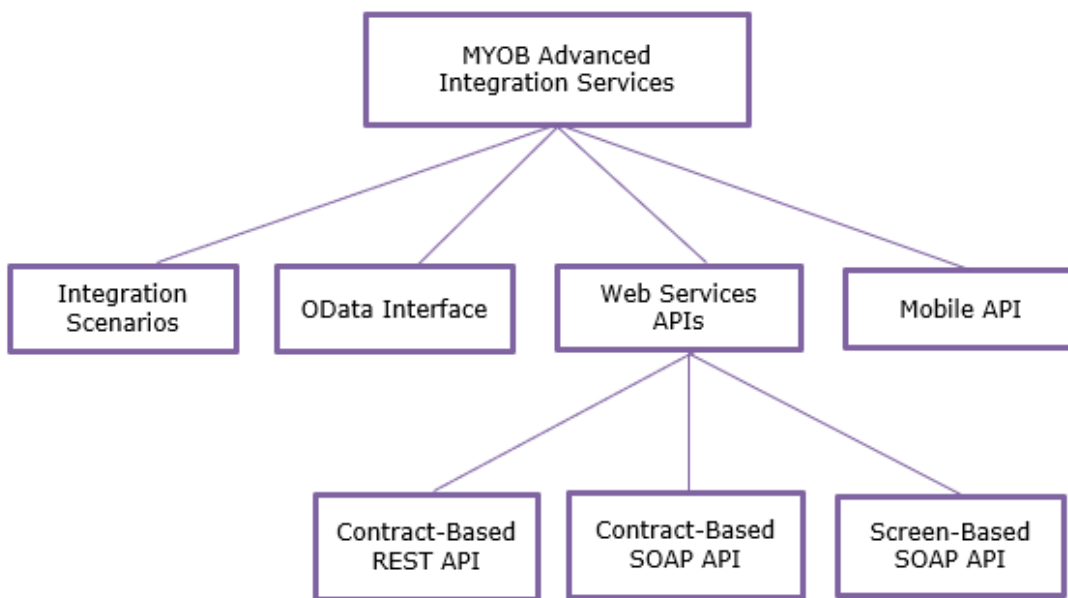 MYOB Advanced
Integration Services
Integration
Scenarios
OData Interface
Web Services
APIs
Mobile API
Contract-Based
REST API
Contract-Based
SOAP API
Screen-Based
SOAP API